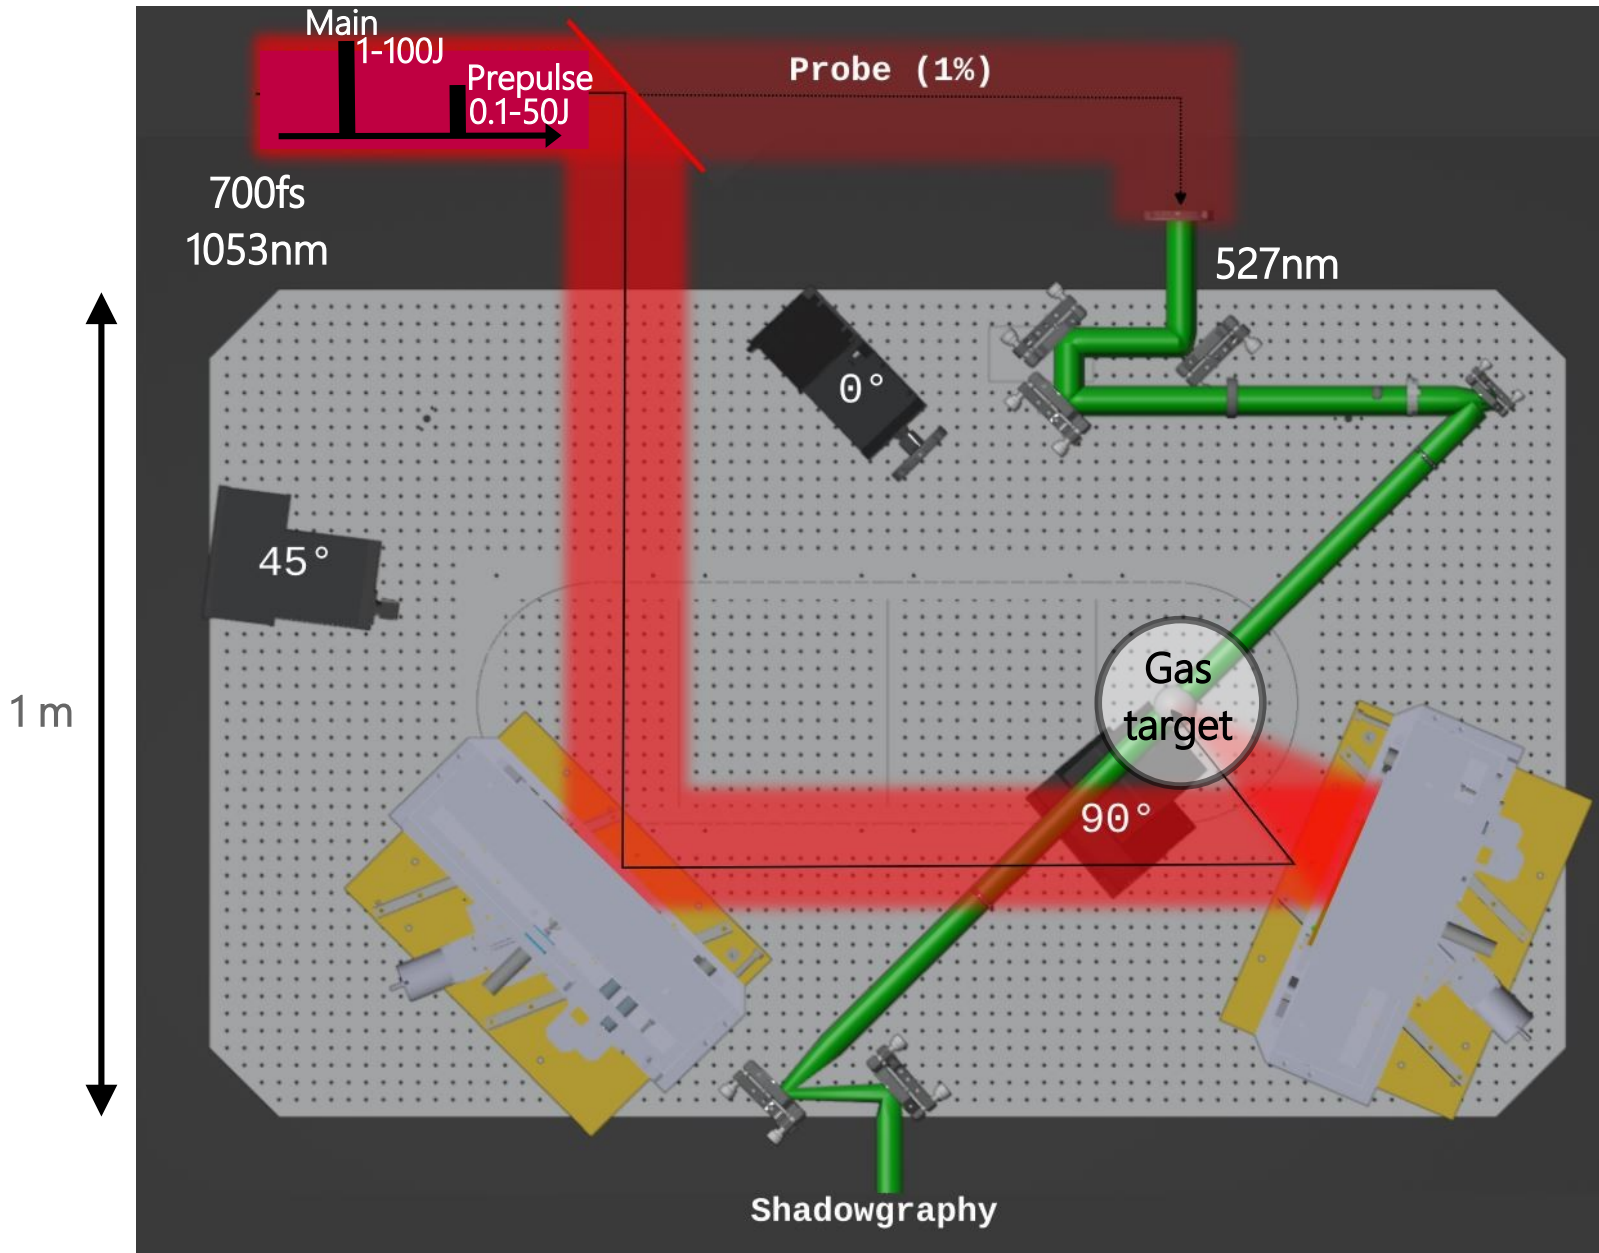 Main
1-100J
Prepulse
0.1-50J
Probe (1%)
700fs
1053nm
527nm
0°
45°
Gas
target
1 m
90°
Shadowgraphy